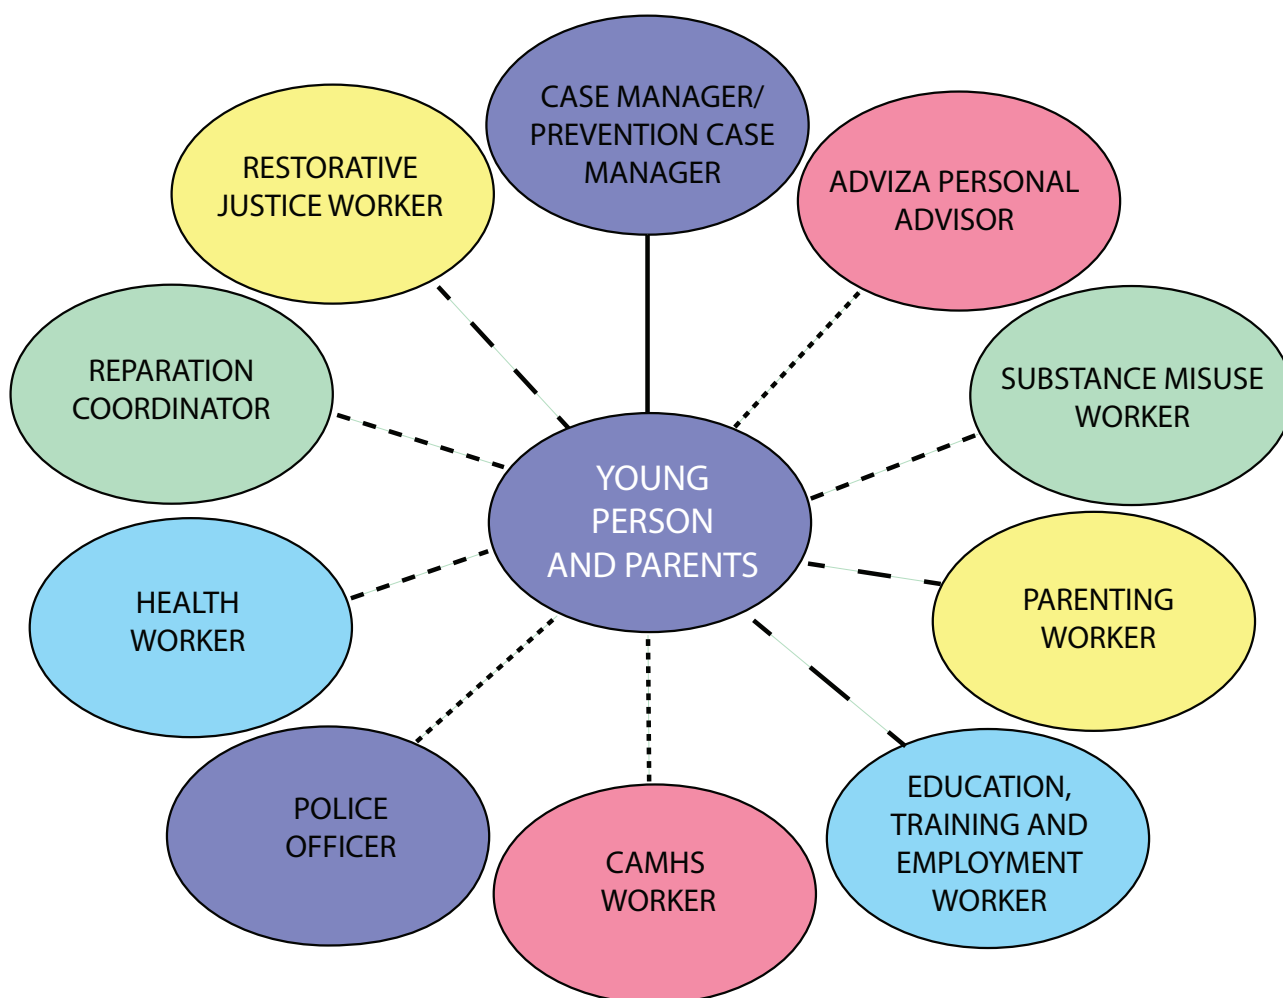 CASE MANAGER/
PREVENTION CASE
MANAGER
ADVIZA PERSONAL
ADVISOR
SUBSTANCE MISUSE
WORKER
PARENTING
WORKER
EDUCATION,
TRAINING AND
EMPLOYMENT
WORKER
CAMHS
WORKER
POLICE
OFFICER
HEALTH
WORKER
REPARATION
COORDINATOR
RESTORATIVE
JUSTICE WORKER
YOUNG
PERSON
AND PARENTS